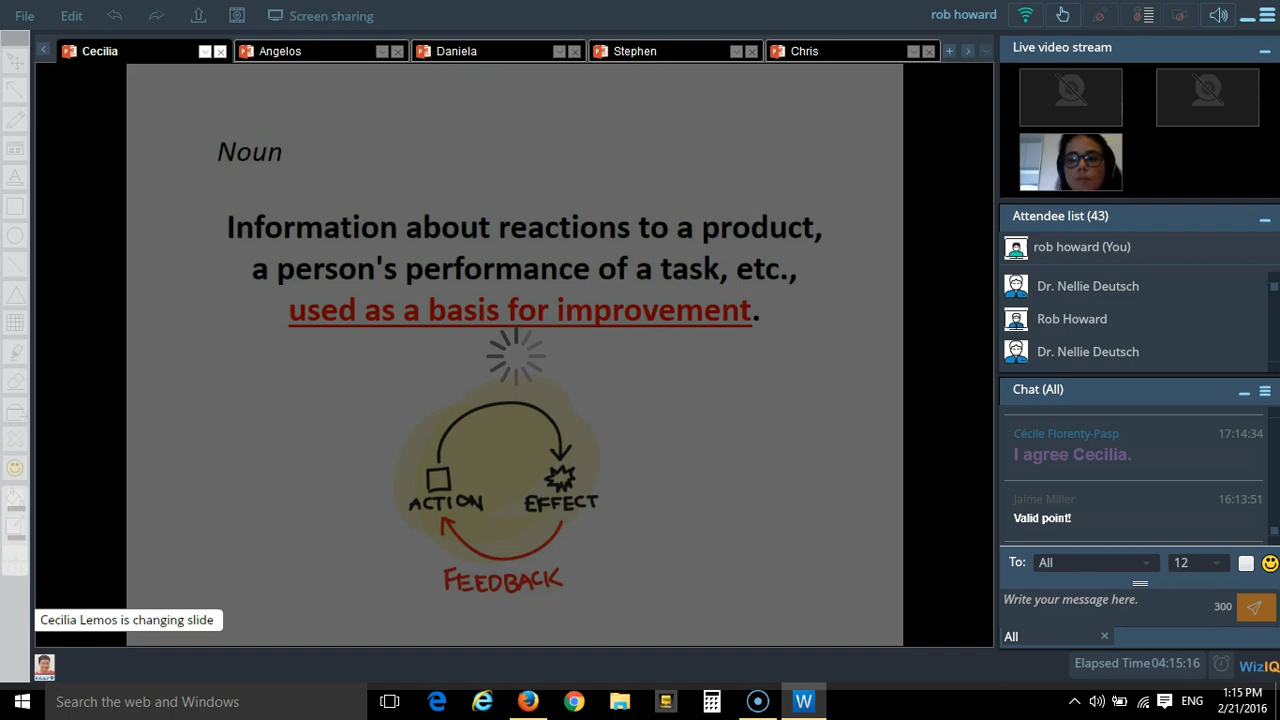 File Edit Screen sharing rob howard
Cecilia Angelos Daniela Stephen Chris
Live video stream
Noun
Information about reactions to a product,
a person's performance of a task, etc.,
used as a basis for improvement.
ACTION EFFECT
FEEDBACK
Cecilia Lemos is changing slide
Attendee list (43)
rob howard (You)
Dr. Nellie Deutsch
Rob Howard
Dr. Nellie Deutsch
Chat (All)
Cécile Florenty-Pasp 17:14:34
I agree Cecilia.
Jaime Miller 16:13:51
Valid point!
To: All 12
Write your message here. 300
All
Elapsed Time 04:15:16 WizIQ
Search the web and Windows
ENG 1:15 PM
2/21/2016